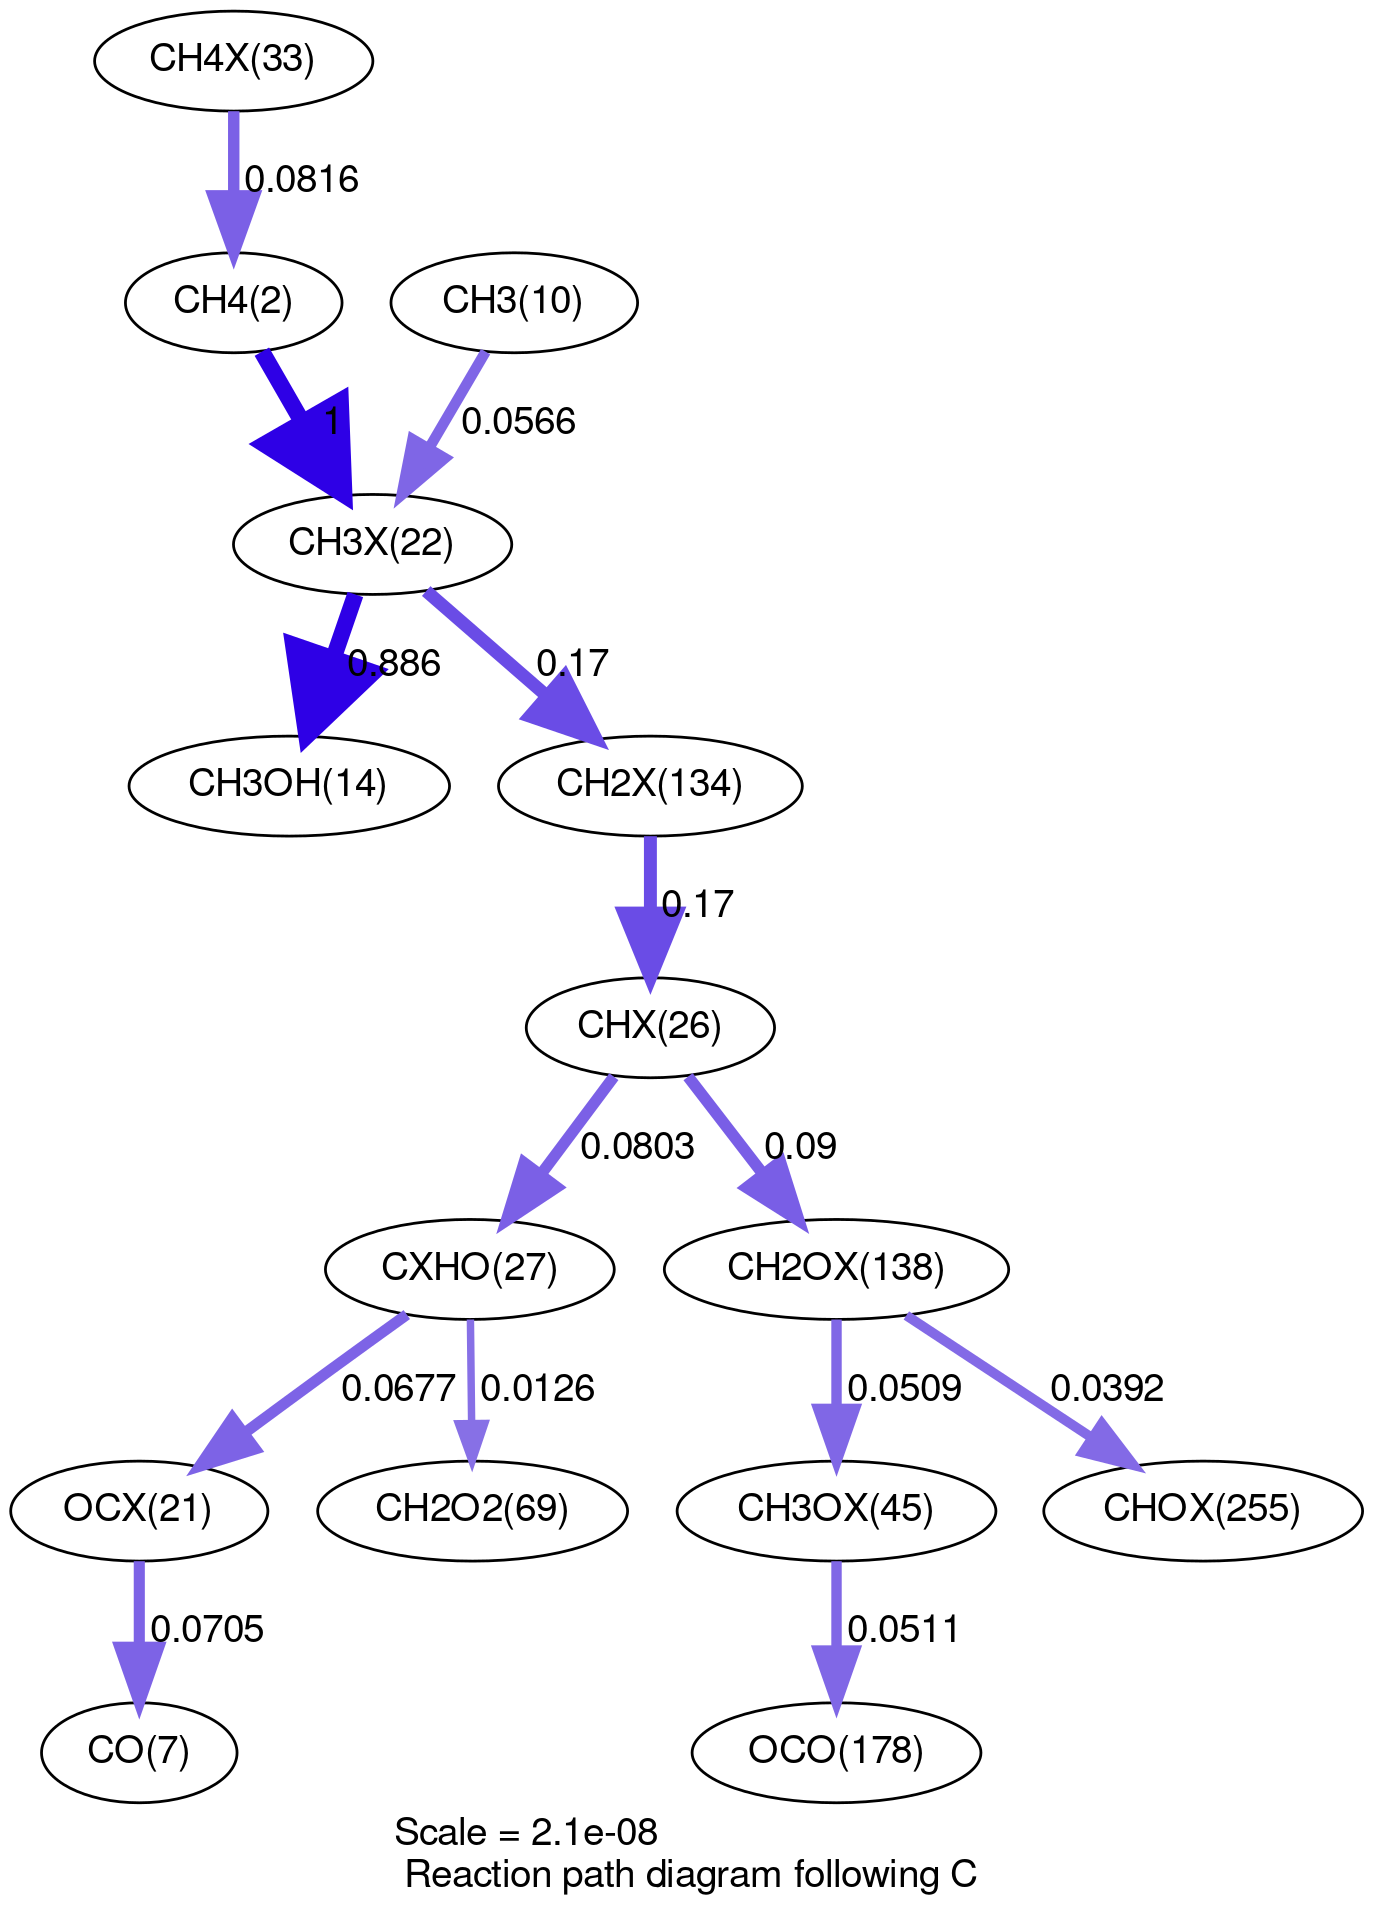 CH4X(33)
0.0816
CH4(2)
CH3(10)
1
0.0566
CH3X(22)
0.886
0.17
CH3OH(14)
CH2X(134)
0.17
CHX(26)
0.0803
0.09
CXHO(27)
CH2OX(138)
0.0677
0.0126
0.0509
0.0392
OCX(21)
CH2O2(69)
CH3OX(45)
CHOX(255)
0.0705
0.0511
CO(7)
OCO(178)
Scale = 2.1e-08
Reaction path diagram following C